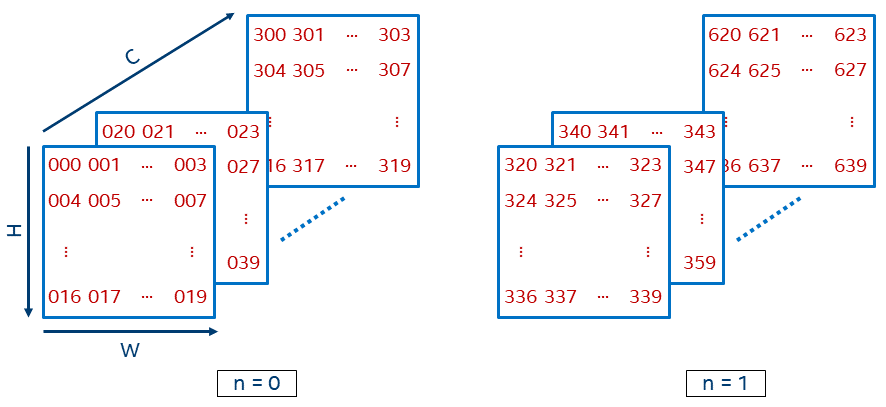 C
H
W
300 301 ... 303
304 305 ... 307
⋮ ⋮
16 317 ... 319
020 021 ... 023
027
⋮
039
000 001 ... 003
004 005 ... 007
⋮ ⋮
016 017 ... 019
n = 0
620 621 ... 623
624 625 ... 627
⋮ ⋮
36 637 ... 639
340 341 ... 343
347
⋮
359
320 321 ... 323
324 325 ... 327
⋮ ⋮
336 337 ... 339
n = 1